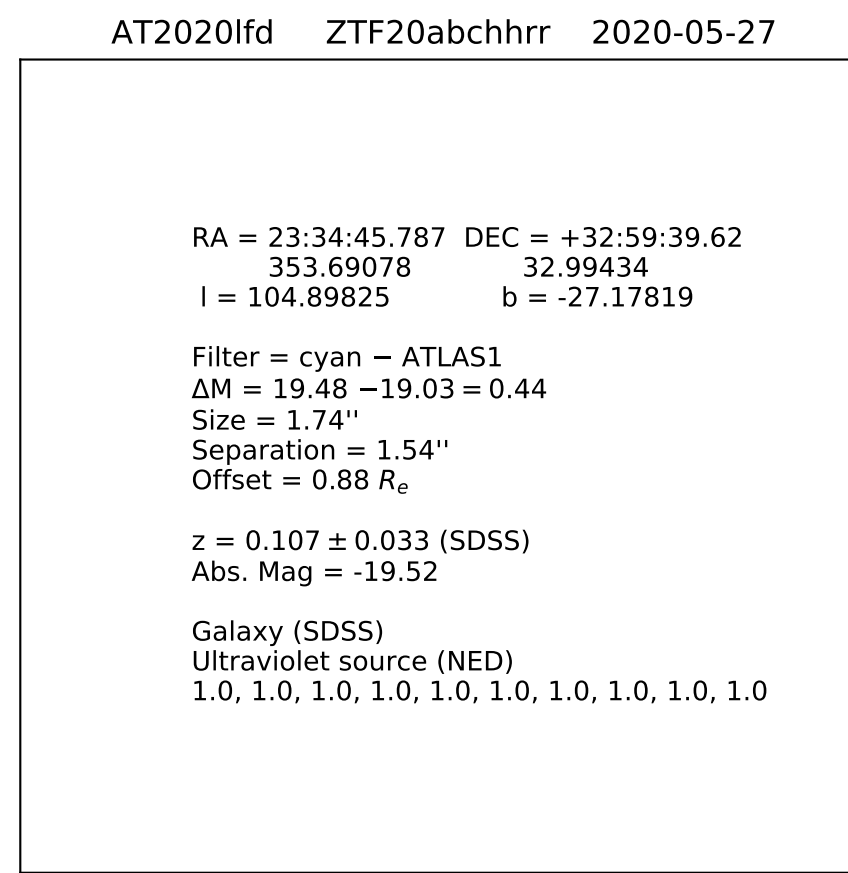 AT2020lfd ZTF20abchhrr 2020-05-27
RA = 23:34:45.787 DEC = +32:59:39.62
353.69078 32.99434
l = 104.89825 b = -27.17819
Filter = cyan − ATLAS1
ΔM = 19.48 −19.03 = 0.44
Size = 1.74''
Separation = 1.54''
Offset = 0.88 Rₑ
z = 0.107 ± 0.033 (SDSS)
Abs. Mag = -19.52
Galaxy (SDSS)
Ultraviolet source (NED)
1.0, 1.0, 1.0, 1.0, 1.0, 1.0, 1.0, 1.0, 1.0, 1.0